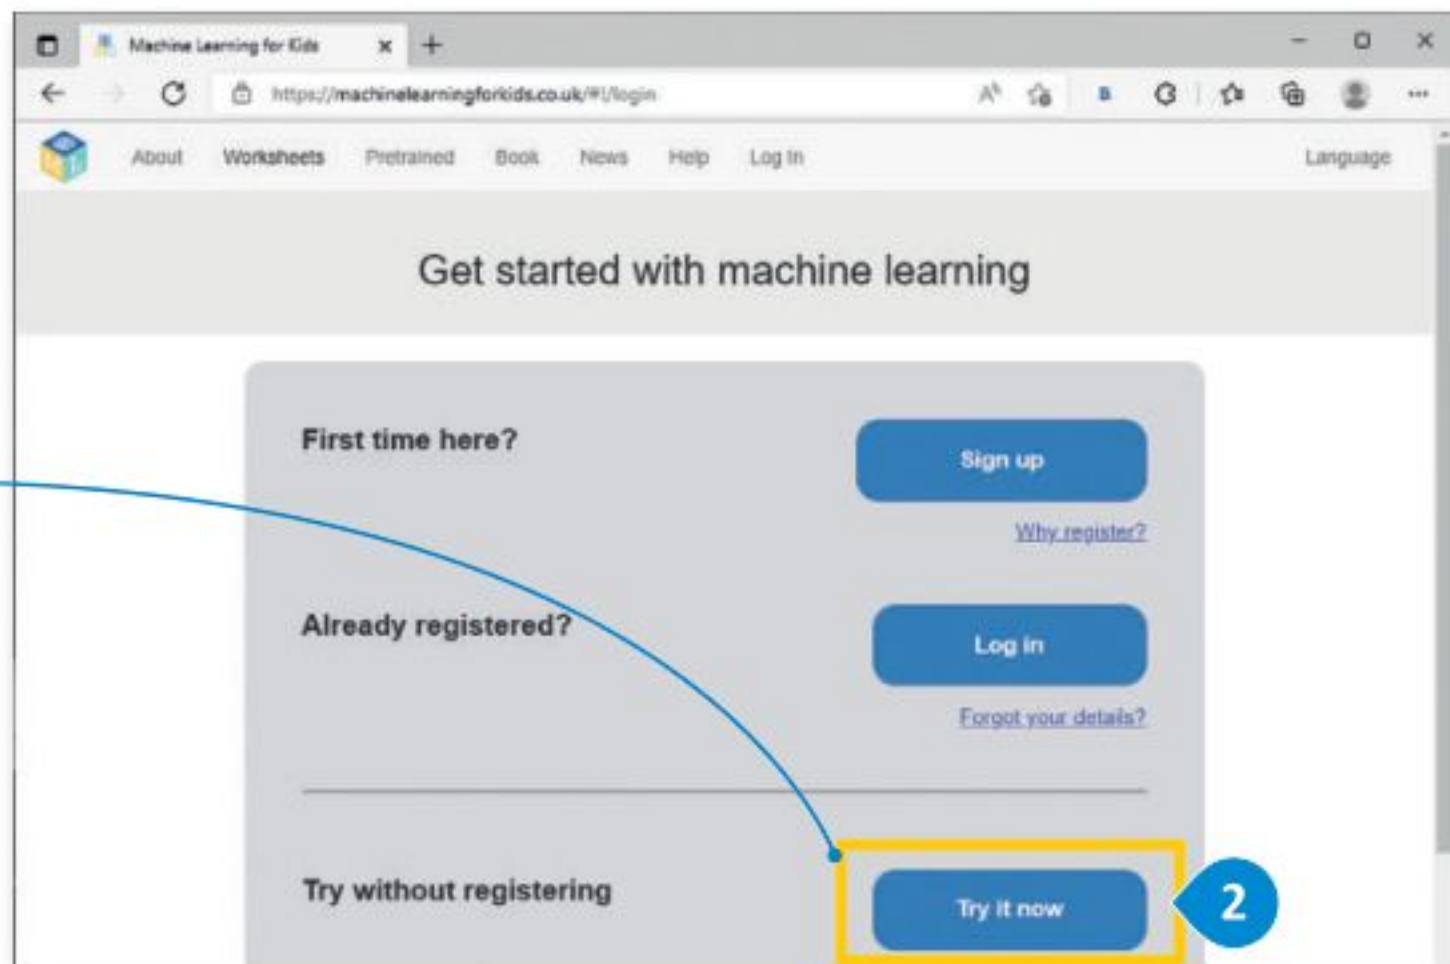 Machine Learning for Kids
https://machinelearningforkids.co.uk/#!/login
About Worksheets Pretrained Book News Help Log In Language
Get started with machine learning
First time here?
Sign up
Why register?
Already registered?
Log in
Forgot your details?
Try without registering
Try it now
2